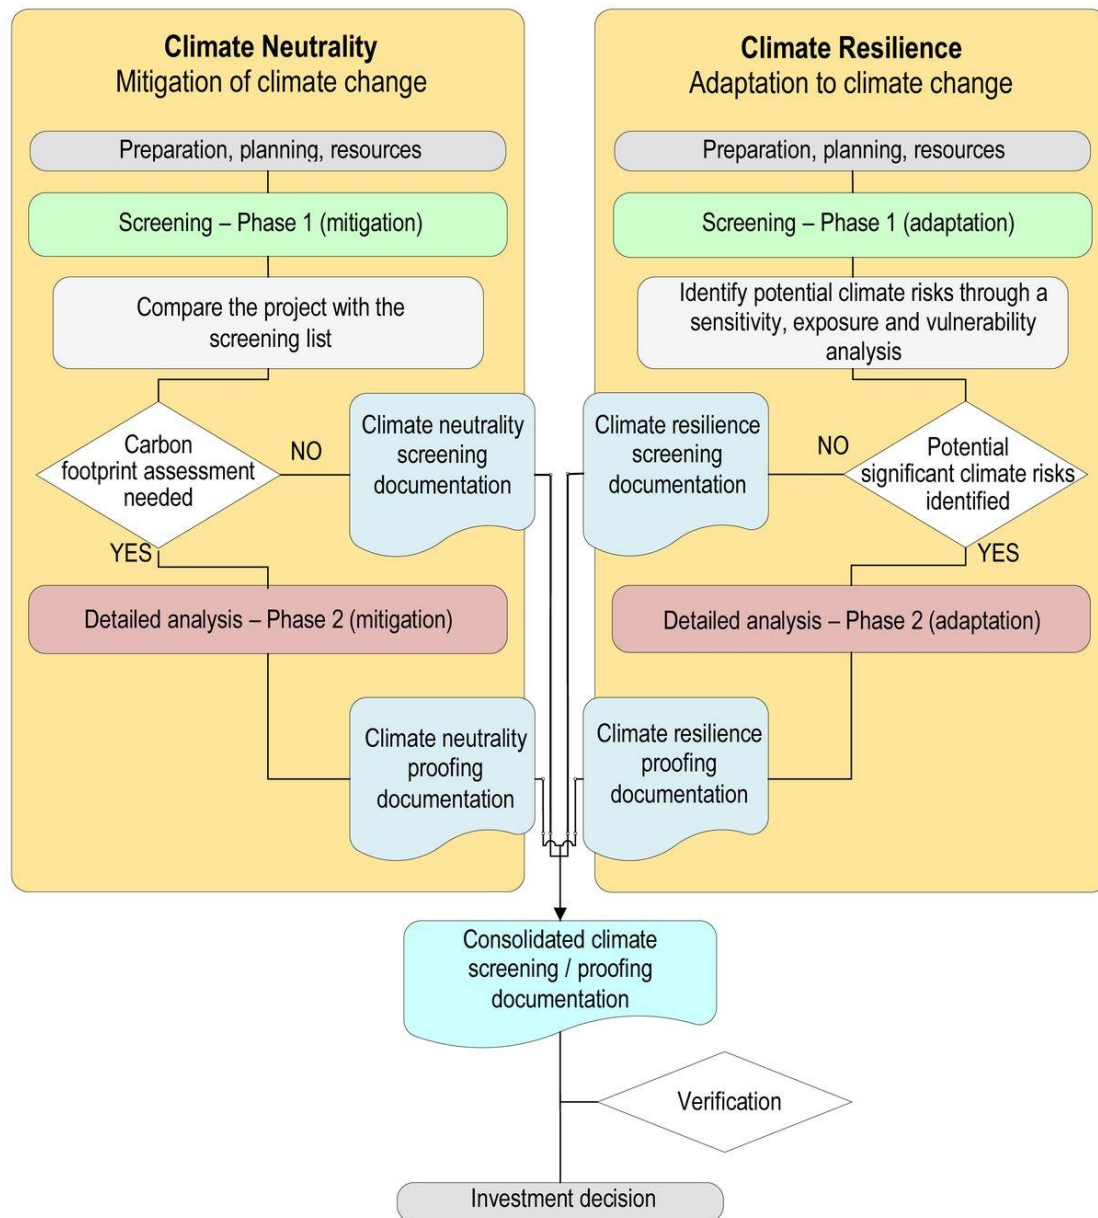 Climate Neutrality
Mitigation of climate change
Preparation, planning, resources
Screening – Phase 1 (mitigation)
Compare the project with the
screening list
Carbon
footprint assessment
needed
NO
Climate neutrality
screening
documentation
YES
Detailed analysis – Phase 2 (mitigation)
Climate neutrality
proofing
documentation
Climate Resilience
Adaptation to climate change
Preparation, planning, resources
Screening – Phase 1 (adaptation)
Identify potential climate risks through a
sensitivity, exposure and vulnerability
analysis
Climate resilience
screening
documentation
NO
Potential
significant climate risks
identified
YES
Detailed analysis – Phase 2 (adaptation)
Climate resilience
proofing
documentation
Consolidated climate
screening / proofing
documentation
Verification
Investment decision